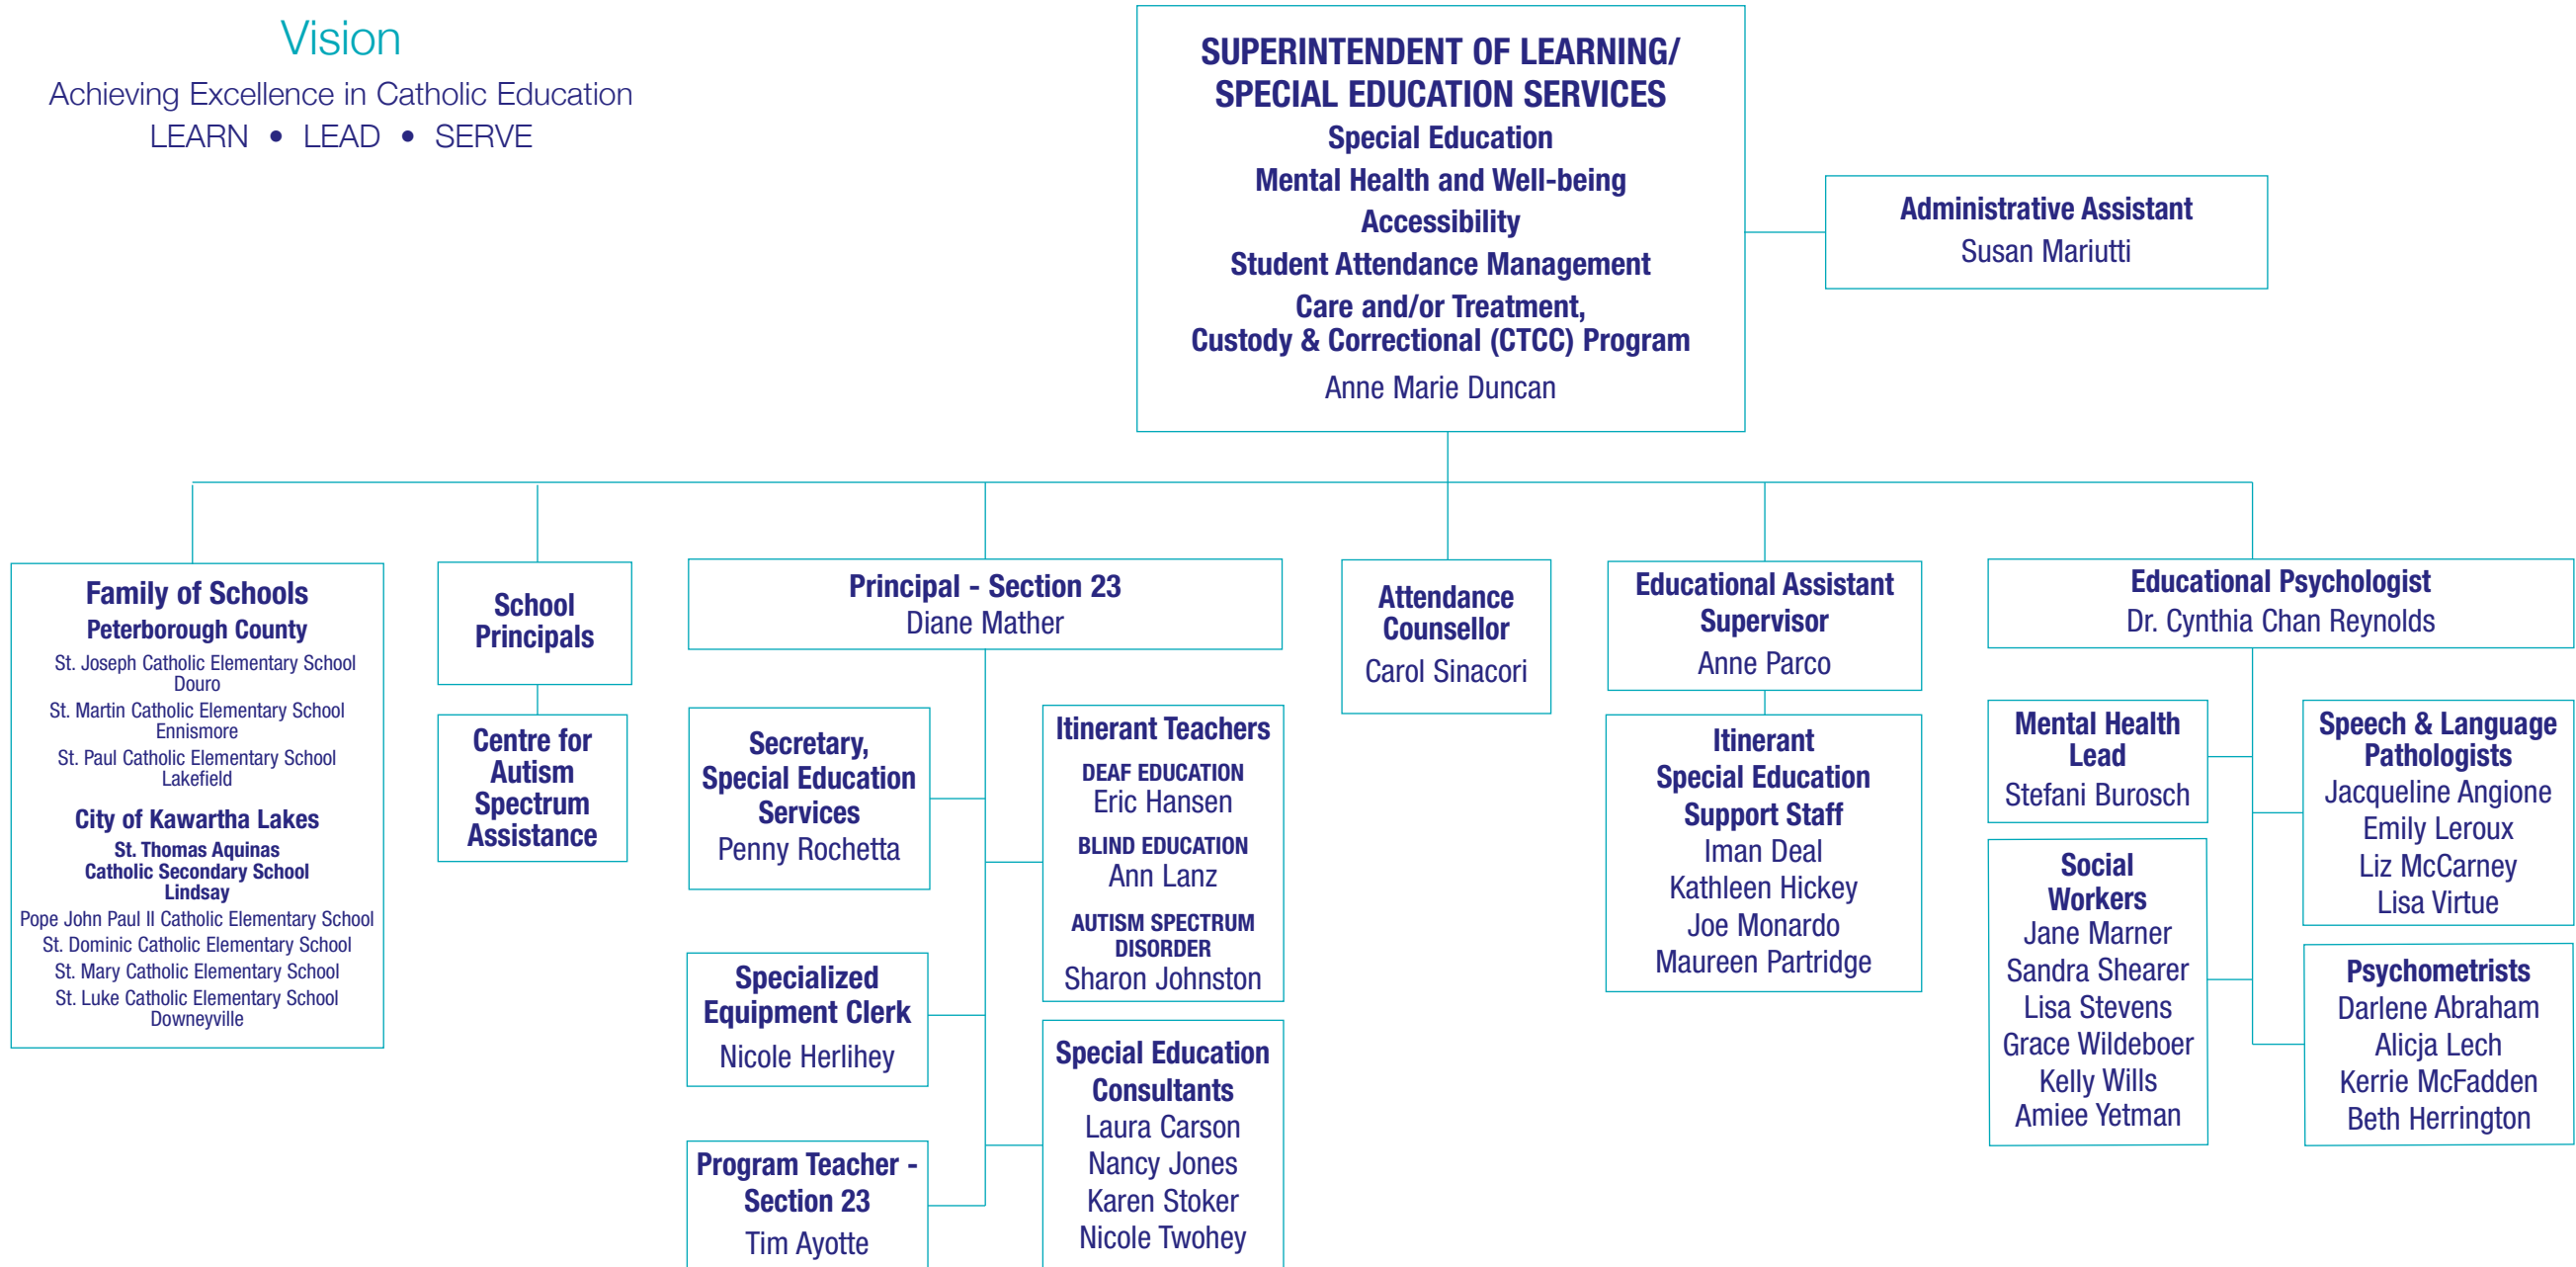 Vision
Achieving Excellence in Catholic Education
LEARN • LEAD • SERVE
SUPERINTENDENT OF LEARNING/
SPECIAL EDUCATION SERVICES
Special Education
Mental Health and Well-being
Accessibility
Student Attendance Management
Care and/or Treatment,
Custody & Correctional (CTCC) Program
Anne Marie Duncan
Administrative Assistant
Susan Mariutti
Family of Schools
Peterborough County
St. Joseph Catholic Elementary School
Douro
St. Martin Catholic Elementary School
Ennismore
St. Paul Catholic Elementary School
Lakefield
City of Kawartha Lakes
St. Thomas Aquinas
Catholic Secondary School
Lindsay
Pope John Paul II Catholic Elementary School
St. Dominic Catholic Elementary School
St. Mary Catholic Elementary School
St. Luke Catholic Elementary School
Downeyville
School
Principals
Centre for
Autism
Spectrum
Assistance
Principal - Section 23
Diane Mather
Secretary,
Special Education
Services
Penny Rochetta
Specialized
Equipment Clerk
Nicole Herlihey
Program Teacher -
Section 23
Tim Ayotte
Itinerant Teachers
DEAF EDUCATION
Eric Hansen
BLIND EDUCATION
Ann Lanz
AUTISM SPECTRUM
DISORDER
Sharon Johnston
Special Education
Consultants
Laura Carson
Nancy Jones
Karen Stoker
Nicole Twohey
Attendance
Counsellor
Carol Sinacori
Educational Assistant
Supervisor
Anne Parco
Itinerant
Special Education
Support Staff
Iman Deal
Kathleen Hickey
Joe Monardo
Maureen Partridge
Educational Psychologist
Dr. Cynthia Chan Reynolds
Mental Health
Lead
Stefani Burosch
Social
Workers
Jane Marner
Sandra Shearer
Lisa Stevens
Grace Wildeboer
Kelly Wills
Amiee Yetman
Speech & Language
Pathologists
Jacqueline Angione
Emily Leroux
Liz McCarney
Lisa Virtue
Psychometrists
Darlene Abraham
Alicja Lech
Kerrie McFadden
Beth Herrington